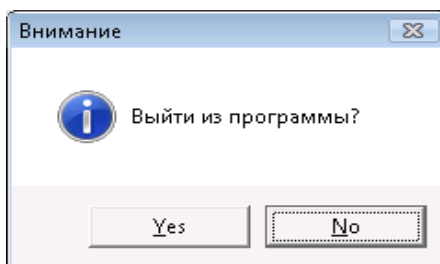 Внимание
Выйти из программы?
Yes
No